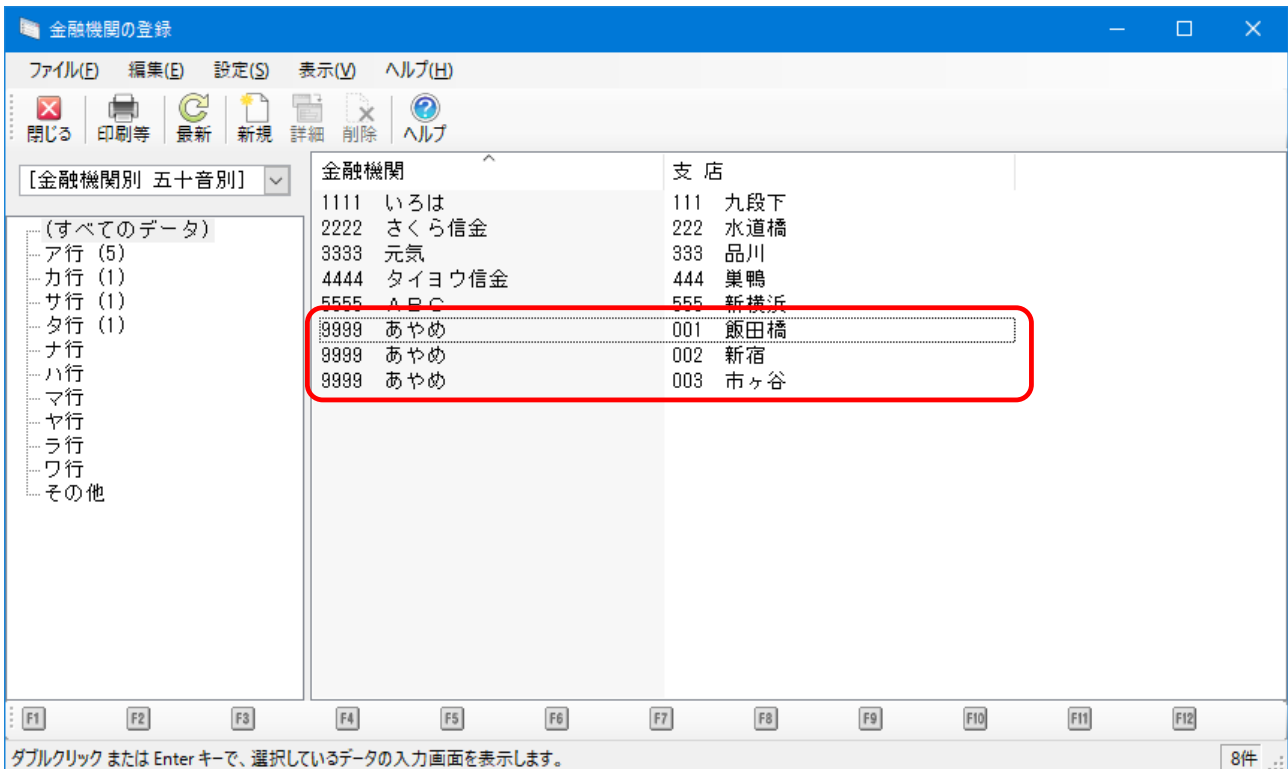 金融機関の登録
ファイル(F) 編集(E) 設定(S) 表示(V) ヘルプ(H)
閉じる 印刷等 最新 新規 詳細 削除 ヘルプ
[金融機関別 五十音別]
(すべてのデータ)
ア行 (5)
カ行 (1)
サ行 (1)
タ行 (1)
ナ行
ハ行
マ行
ヤ行
ラ行
ワ行
その他
金融機関 支 店
1111 いろは 111 九段下
2222 さくら信金 222 水道橋
3333 元気 333 品川
4444 タイヨウ信金 444 巣鴨
5555 ABC 555 新横浜
9999 あやめ 001 飯田橋
9999 あやめ 002 新宿
9999 あやめ 003 市ヶ谷
F1 F2 F3 F4 F5 F6 F7 F8 F9 F10 F11 F12
ダブルクリック または Enter キーで、選択しているデータの入力画面を表示します。 8件